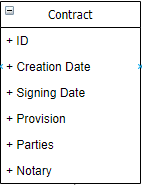 Contract
+ ID
+ Creation Date
+ Signing Date
+ Provision
+ Parties
+ Notary